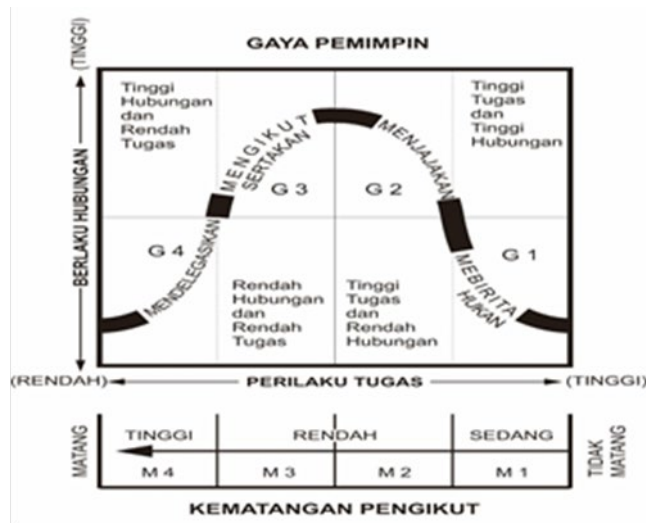 (TINGGI)
GAYA PEMIMPIN
BERLAKU HUBUNGAN
Tinggi
Hubungan
dan
Rendah
Tugas
Tinggi
Tugas
dan
Tinggi
Hubungan
MENGIKUT
SERTAKAN
MENJAJAKAN
G 3
G 2
G 4
MENDELEGASIKAN
G 1
MEBIRITA
HUKAN
Rendah
Hubungan
dan
Rendah
Tugas
Tinggi
Tugas
dan
Rendah
Hubungan
(RENDAH)
PERILAKU TUGAS
(TINGGI)
MATANG
TINGGI
RENDAH
SEDANG
TIDAK
MATANG
M 4
M 3
M 2
M 1
KEMATANGAN PENGIKUT